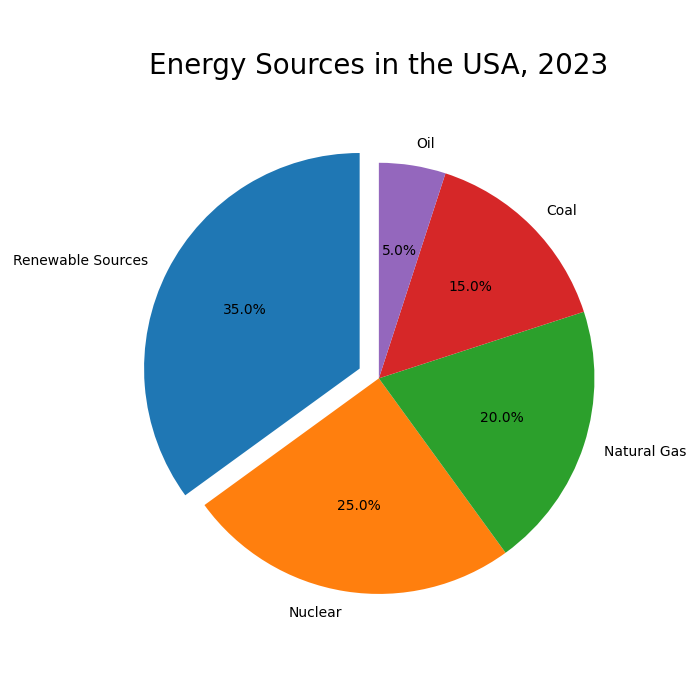 Energy Sources in the USA, 2023
Oil
Coal
Renewable Sources
5.0%
15.0%
35.0%
20.0%
Natural Gas
25.0%
Nuclear